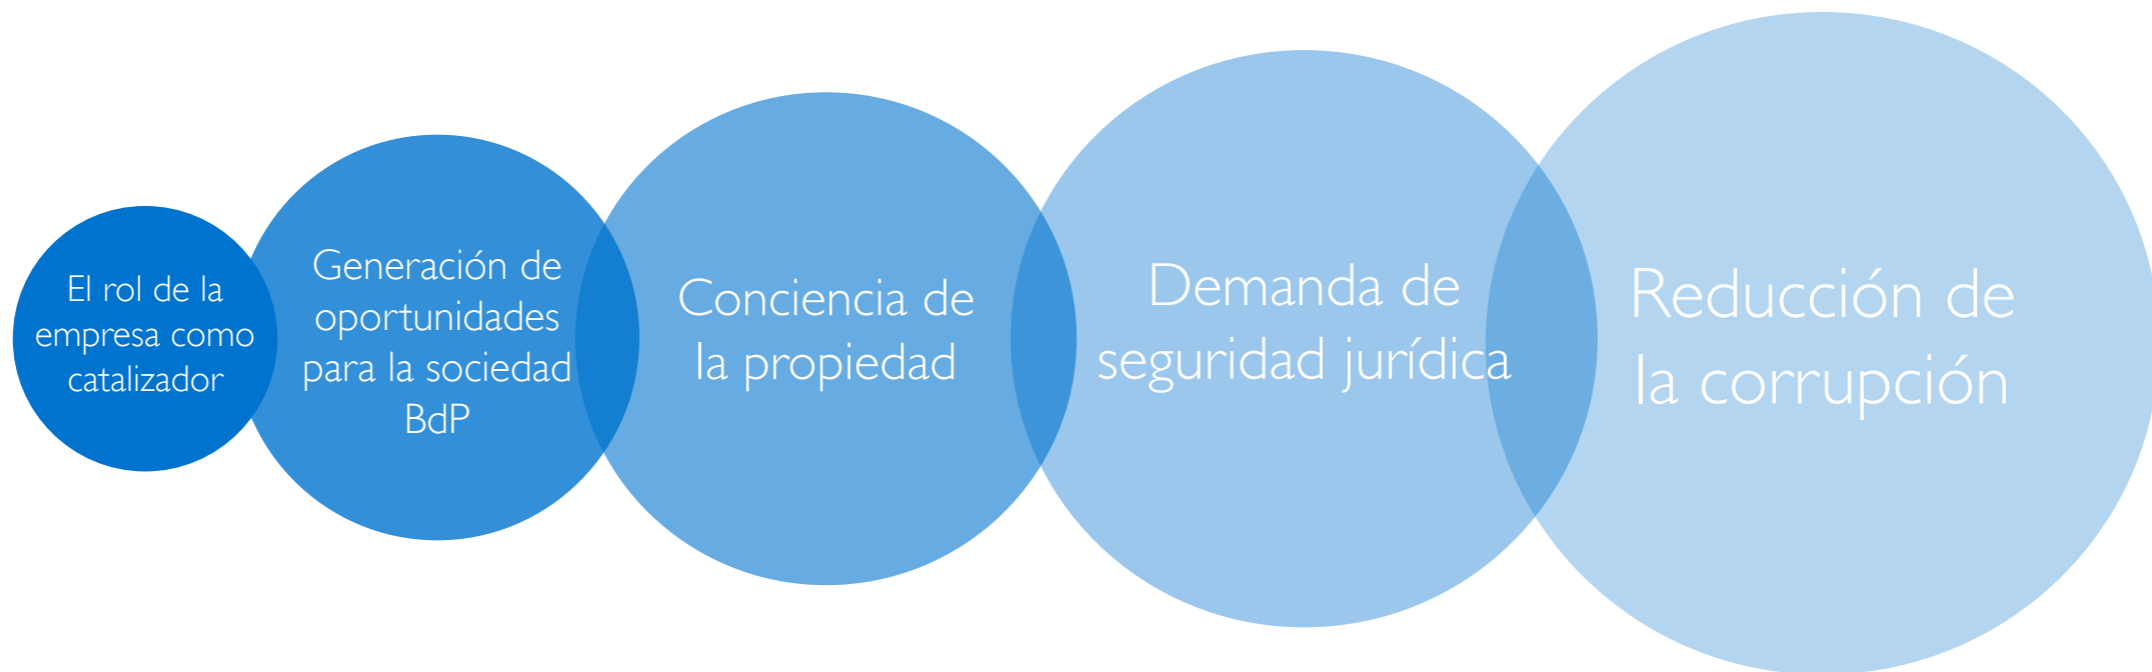 El rol de la
empresa como
catalizador
Generación de
oportunidades
para la sociedad
BdP
Conciencia de
la propiedad
Demanda de
seguridad jurídica
Reducción de
la corrupción